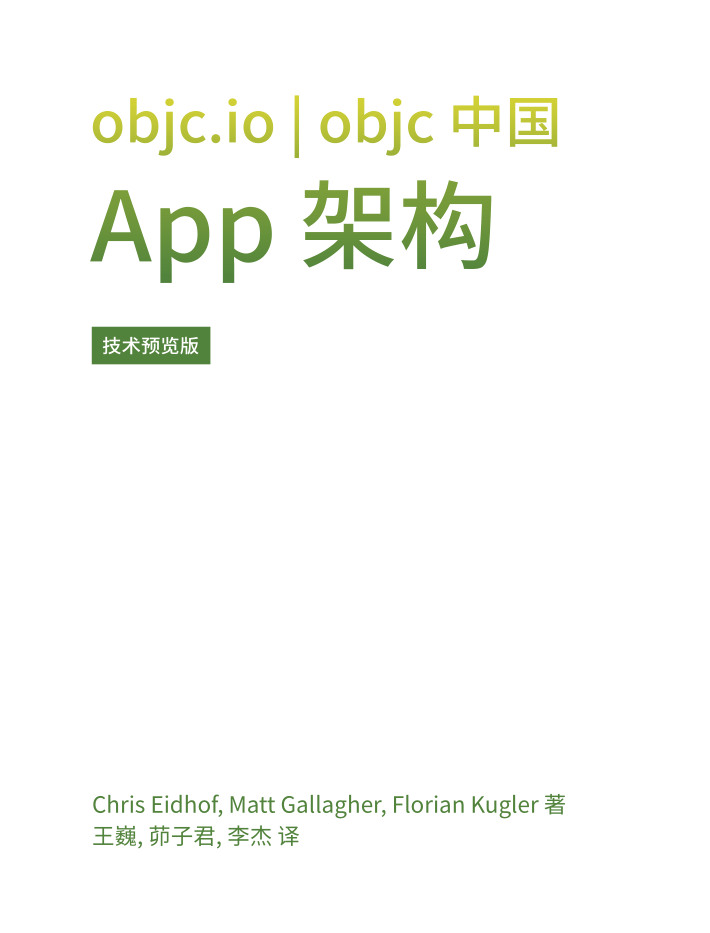 objc.io | objc 中国
App 架构
技术预览版
Chris Eidhof, Matt Gallagher, Florian Kugler 著
王巍, 茆子君, 李杰 译